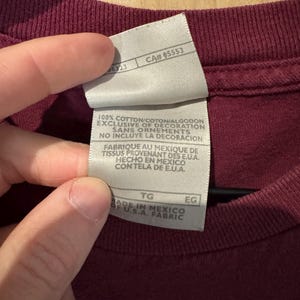 CA# 05553
100% COTTON/COTON/ALGODON
EXCLUSIVE OF DECORATION
SANS ORNEMENTS
NO INCLUYE LA DECORACION
FABRIQUE AU MEXIQUE DE
TISSUS PROVENANT DES E.U.A.
HECHO EN MEXICO
CON TELA DE E.U.A.
TG EG
MADE IN MEXICO
OF U.S.A. FABRIC